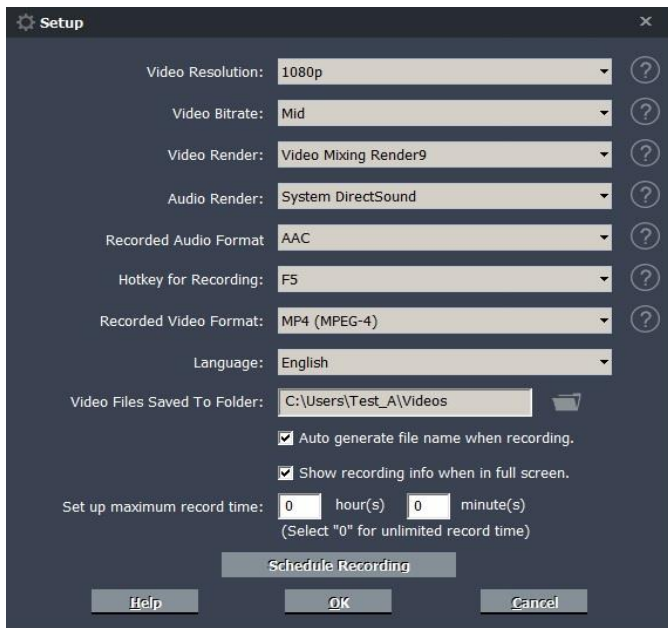 Setup ×
Video Resolution: 1080p ?
Video Bitrate: Mid ?
Video Render: Video Mixing Render9 ?
Audio Render: System DirectSound ?
Recorded Audio Format AAC ?
Hotkey for Recording: F5 ?
Recorded Video Format: MP4 (MPEG-4) ?
Language: English
Video Files Saved To Folder: C:\Users\Test_A\Videos
Auto generate file name when recording.
Show recording info when in full screen.
Set up maximum record time: 0 hour(s) 0 minute(s)
(Select "0" for unlimited record time)
Schedule Recording
Help OK Cancel